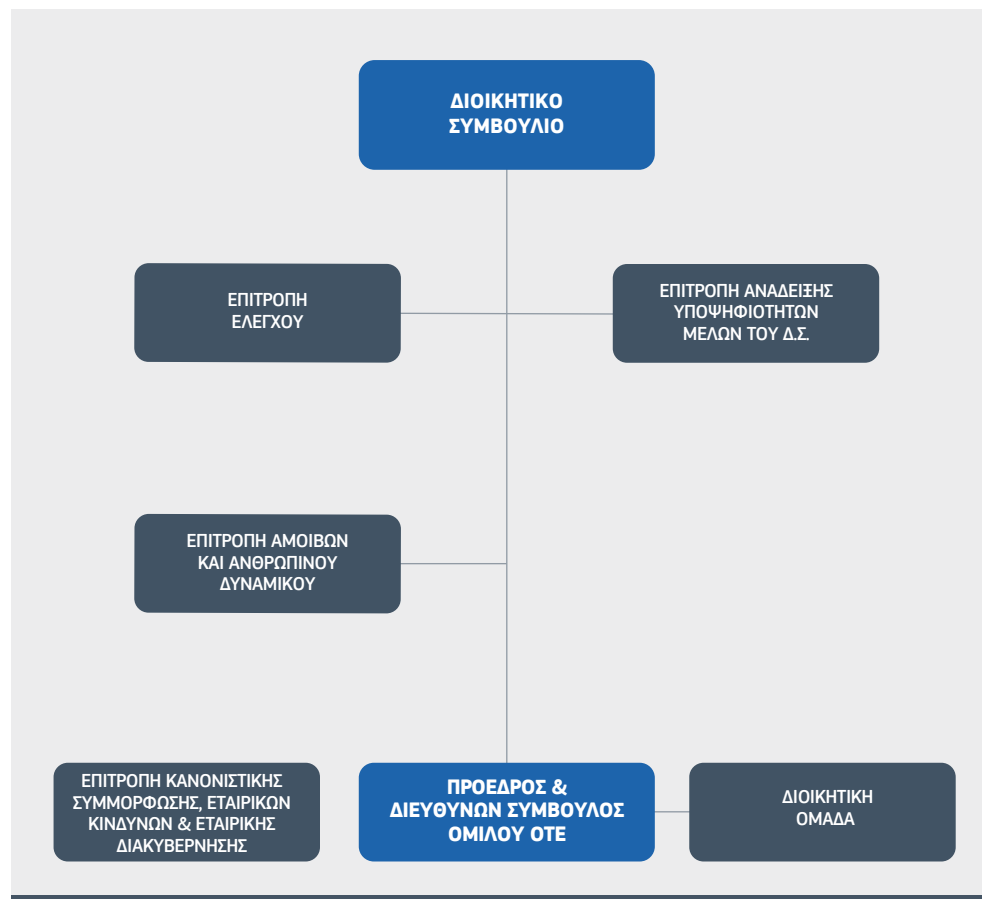 ΔΙΟΙΚΗΤΙΚΟ
ΣΥΜΒΟΥΛΙΟ
ΕΠΙΤΡΟΠΗ
ΕΛΕΓΧΟΥ
ΕΠΙΤΡΟΠΗ ΑΝΑΔΕΙΞΗΣ
ΥΠΟΨΗΦΙΟΤΗΤΩΝ
ΜΕΛΩΝ ΤΟΥ Δ.Σ.
ΕΠΙΤΡΟΠΗ ΑΜΟΙΒΩΝ
ΚΑΙ ΑΝΘΡΩΠΙΝΟΥ
ΔΥΝΑΜΙΚΟΥ
ΕΠΙΤΡΟΠΗ ΚΑΝΟΝΙΣΤΙΚΗΣ
ΣΥΜΜΟΡΦΩΣΗΣ, ΕΤΑΙΡΙΚΩΝ
ΚΙΝΔΥΝΩΝ & ΕΤΑΙΡΙΚΗΣ
ΔΙΑΚΥΒΕΡΝΗΣΗΣ
ΠΡΟΕΔΡΟΣ &
ΔΙΕΥΘΥΝΩΝ ΣΥΜΒΟΥΛΟΣ
ΟΜΙΛΟΥ ΟΤΕ
ΔΙΟΙΚΗΤΙΚΗ
ΟΜΑΔΑ